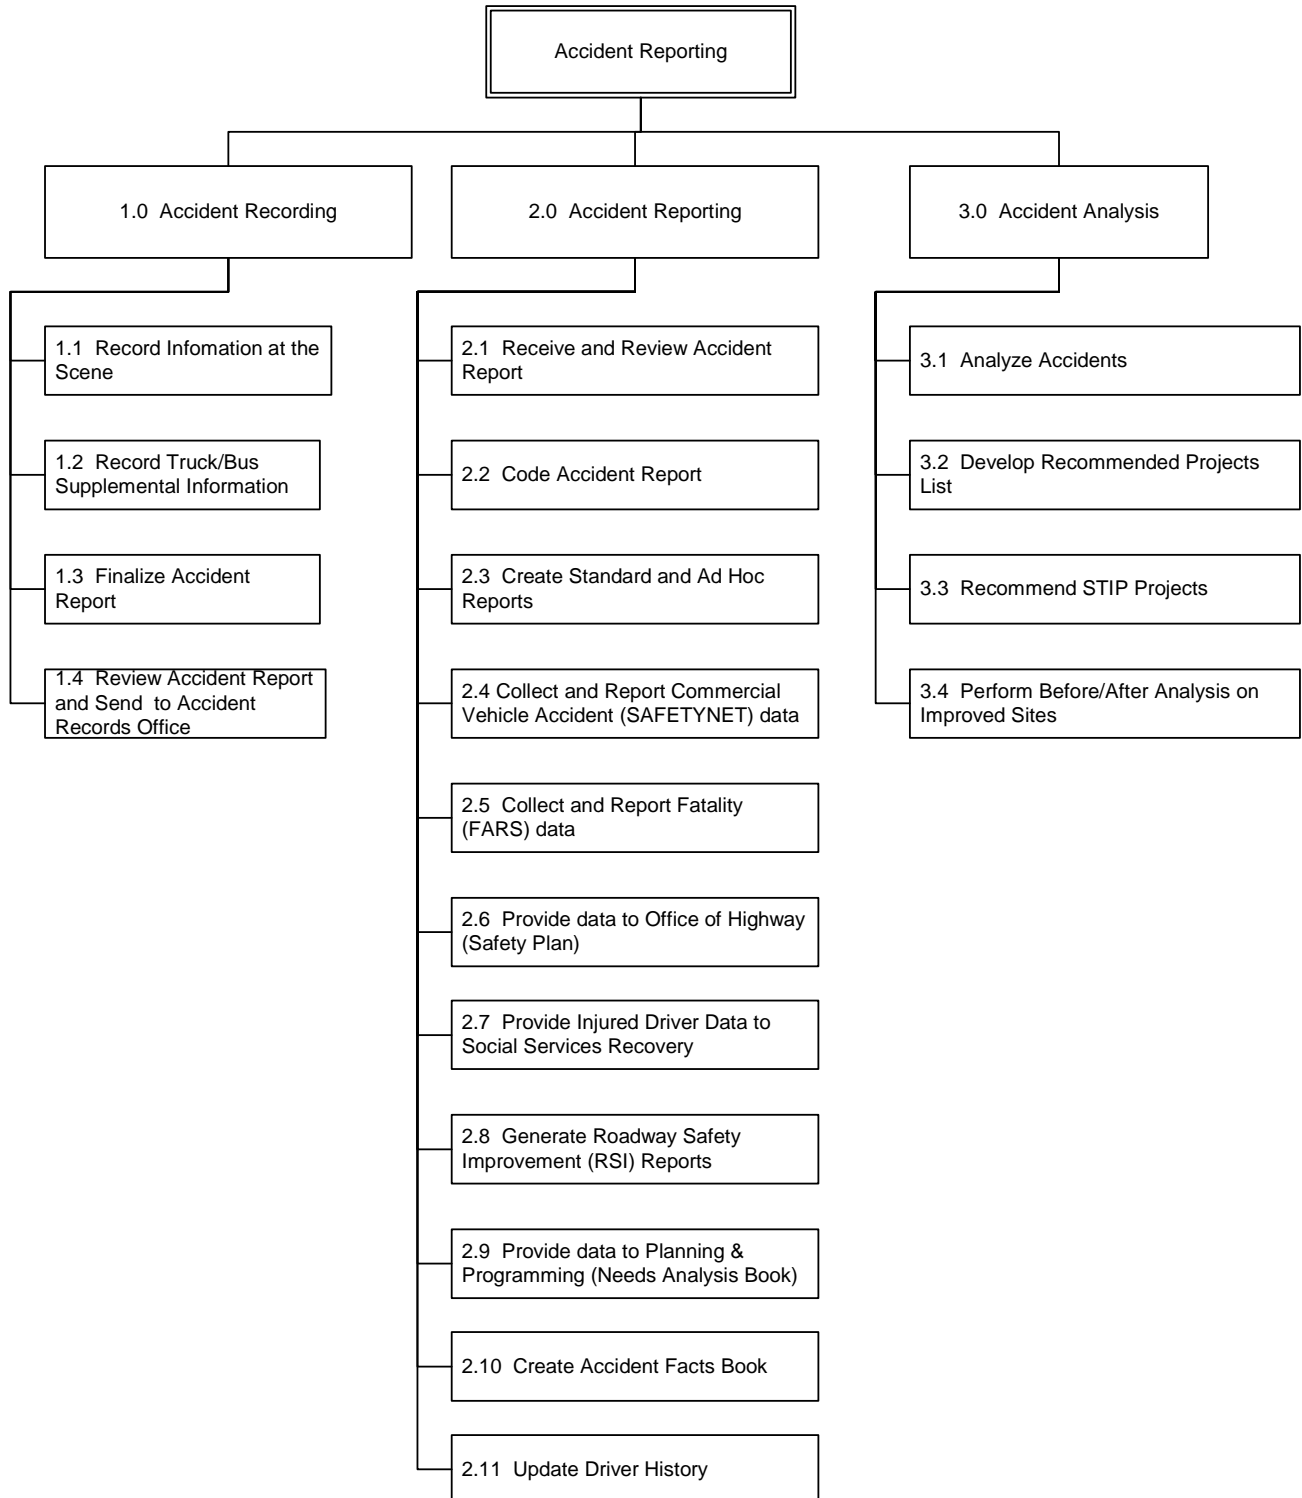 Accident Reporting
1.0 Accident Recording
2.0 Accident Reporting
3.0 Accident Analysis
1.1 Record Infomation at the
Scene
1.2 Record Truck/Bus
Supplemental Information
1.3 Finalize Accident
Report
1.4 Review Accident Report
and Send to Accident
Records Office
2.1 Receive and Review Accident
Report
2.2 Code Accident Report
2.3 Create Standard and Ad Hoc
Reports
2.4 Collect and Report Commercial
Vehicle Accident (SAFETYNET) data
2.5 Collect and Report Fatality
(FARS) data
2.6 Provide data to Office of Highway
(Safety Plan)
2.7 Provide Injured Driver Data to
Social Services Recovery
2.8 Generate Roadway Safety
Improvement (RSI) Reports
2.9 Provide data to Planning &
Programming (Needs Analysis Book)
2.10 Create Accident Facts Book
2.11 Update Driver History
3.1 Analyze Accidents
3.2 Develop Recommended Projects
List
3.3 Recommend STIP Projects
3.4 Perform Before/After Analysis on
Improved Sites